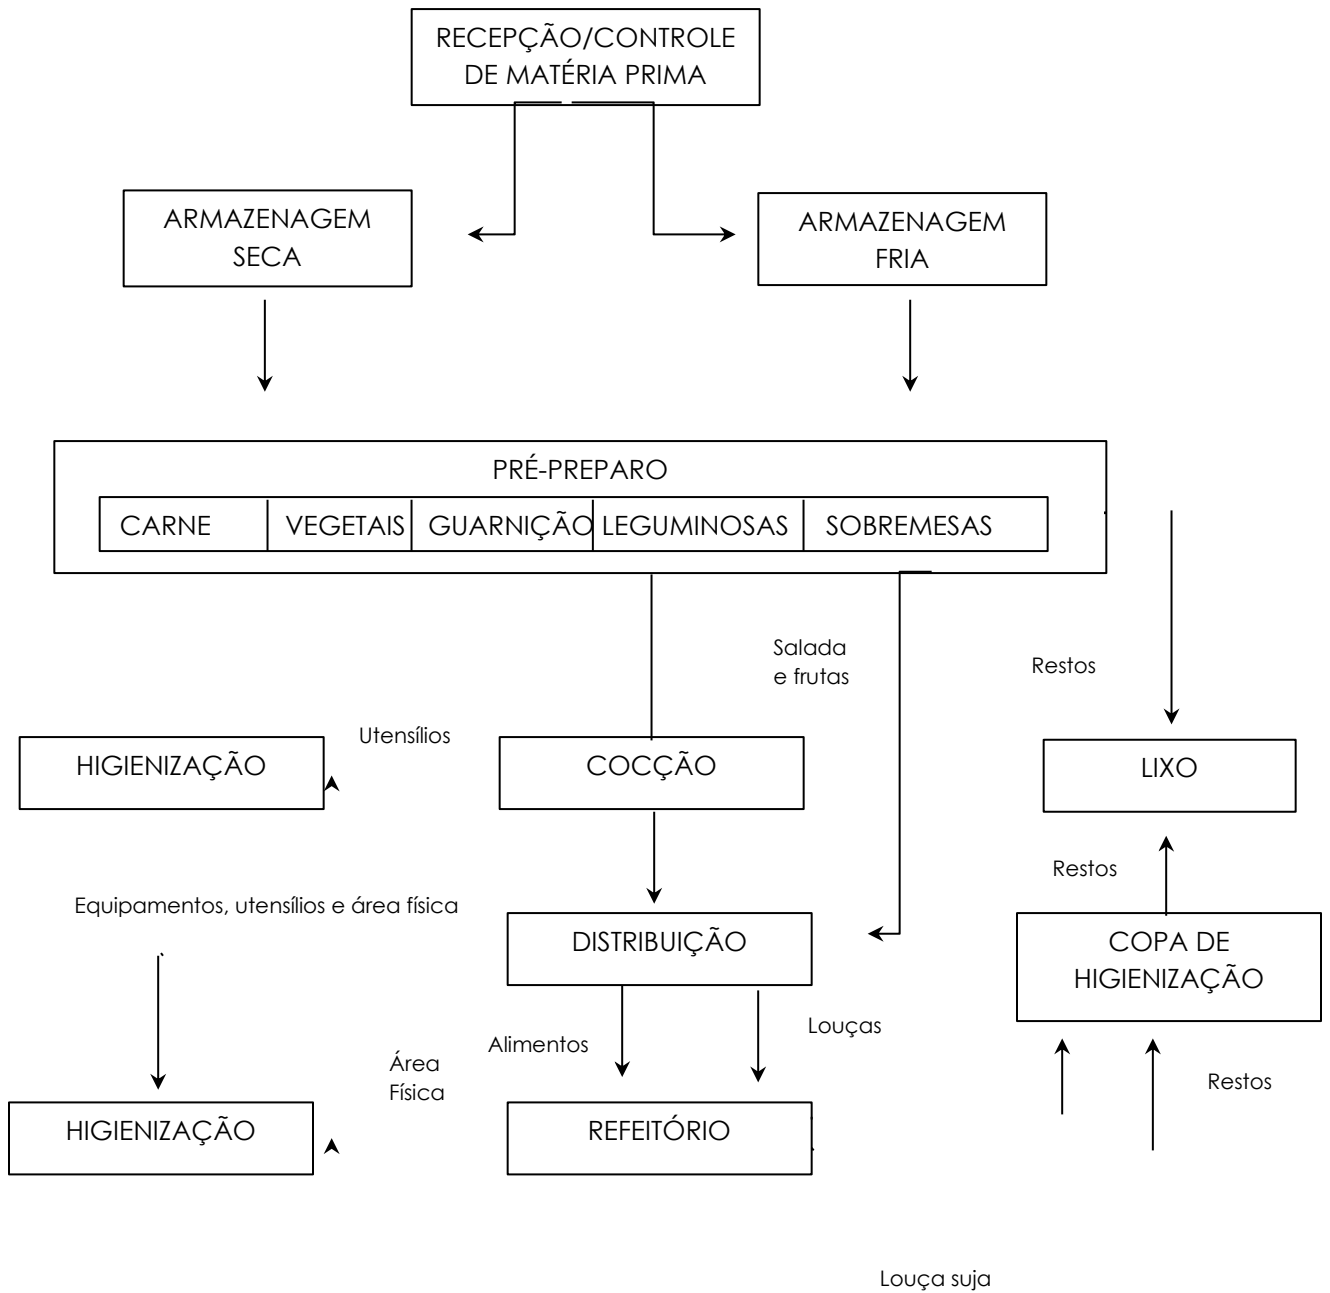 RECEPÇÃO/CONTROLE
DE MATÉRIA PRIMA
ARMAZENAGEM
SECA
ARMAZENAGEM
FRIA
PRÉ-PREPARO
CARNE
VEGETAIS
GUARNIÇÃO
LEGUMINOSAS
SOBREMESAS
Salada
e frutas
Restos
Utensílios
HIGIENIZAÇÃO
COCÇÃO
LIXO
Restos
Equipamentos, utensílios e área física
DISTRIBUIÇÃO
COPA DE
HIGIENIZAÇÃO
Louças
Alimentos
Área
Física
Restos
HIGIENIZAÇÃO
REFEITÓRIO
Louça suja